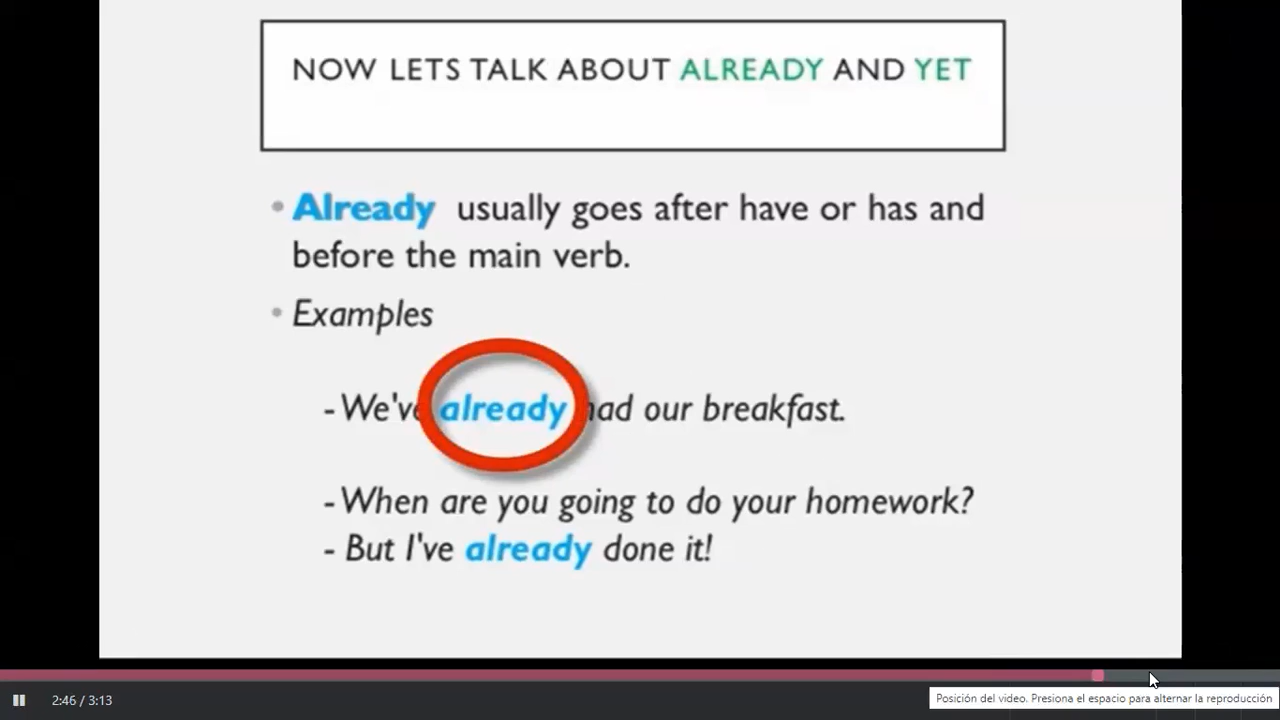 NOW LETS TALK ABOUT ALREADY AND YET
• Already usually goes after have or has and
before the main verb.
• Examples
- We've already had our breakfast.
- When are you going to do your homework?
- But I've already done it!
2:46 / 3:13
Posición del video. Presiona el espacio para alternar la reproducción